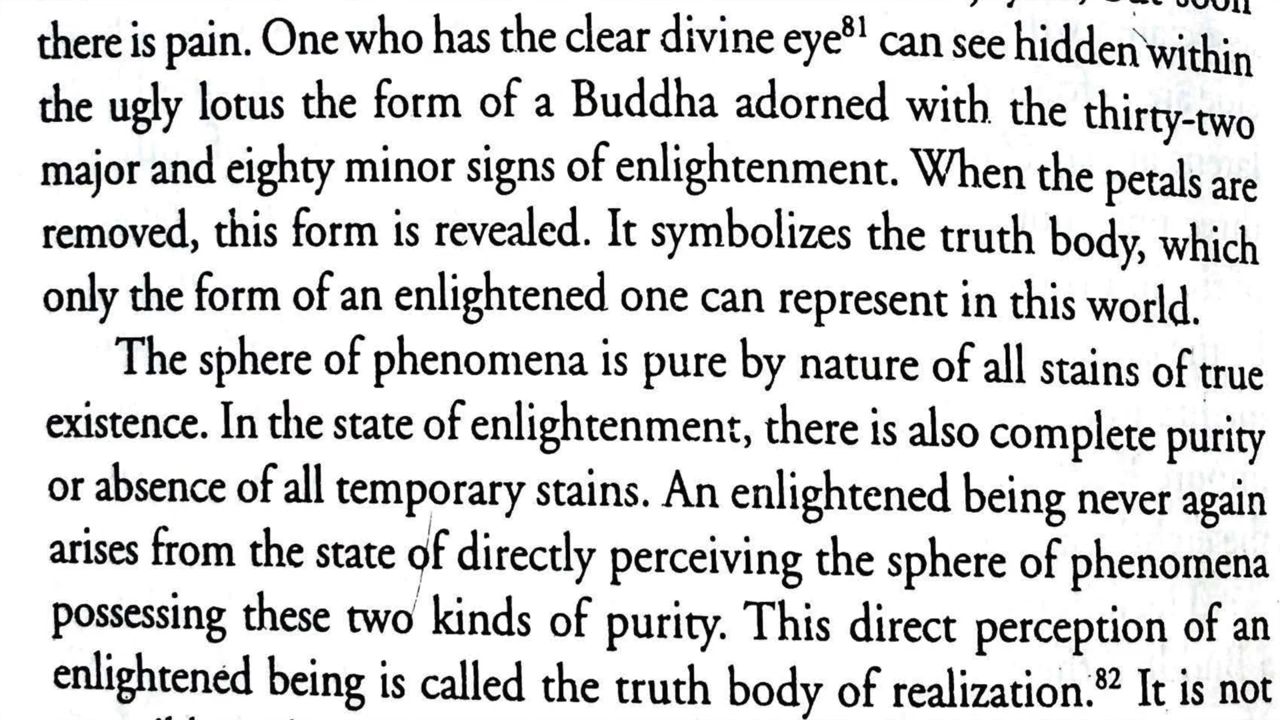 soon
there is pain. One who has the clear divine eye81 can see hidden within
the ugly lotus the form of a Buddha adorned with the thirty-two
major and eighty minor signs of enlightenment. When the petals are
removed, this form is revealed. It symbolizes the truth body, which
only the form of an enlightened one can represent in this world.
The sphere of phenomena is pure by nature of all stains of true
existence. In the state of enlightenment, there is also complete purity
or absence of all temporary stains. An enlightened being never again
arises from the state of directly perceiving the sphere of phenomena
possessing these two kinds of purity. This direct perception of an
enlightened being is called the truth body of realization.82 It is not